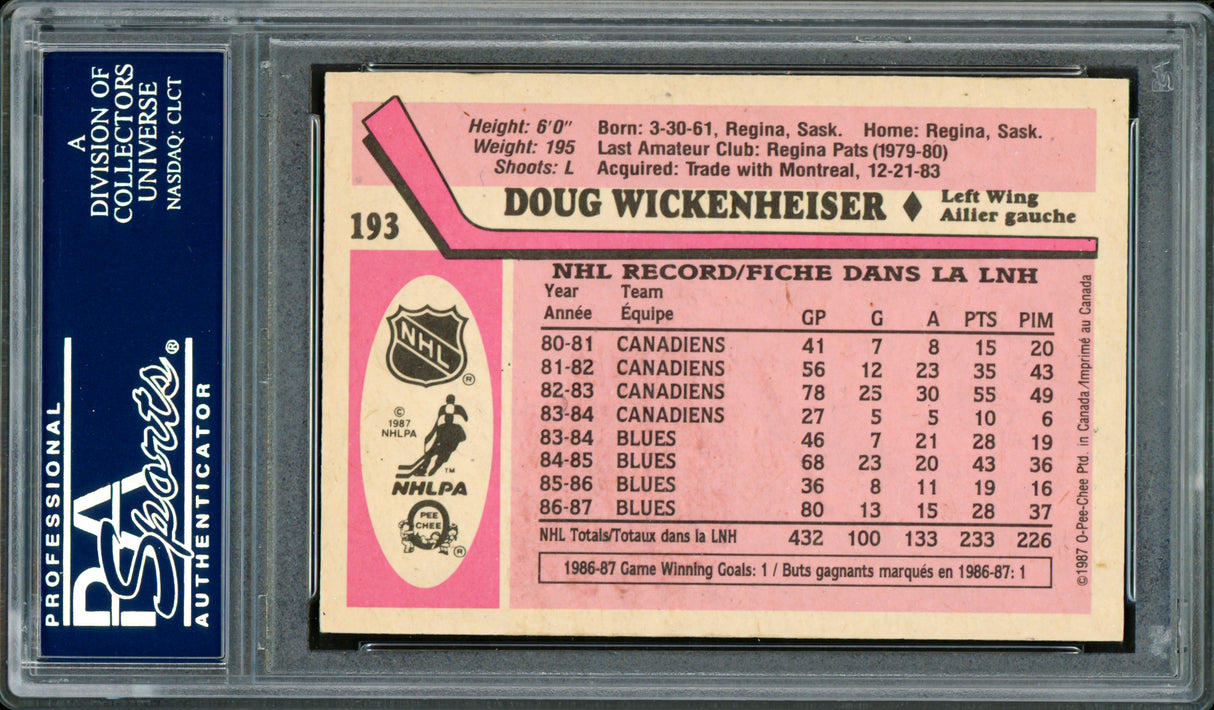 A
DIVISION OF
COLLECTORS
UNIVERSE
NASDAQ: CLCT
PROFESSIONAL
PSA
Sports®
AUTHENTICATOR
Height: 6'0" Born: 3-30-61, Regina, Sask. Home: Regina, Sask.
Weight: 195 Last Amateur Club: Regina Pats (1979-80)
Shoots: L Acquired: Trade with Montreal, 12-21-83
193
DOUG WICKENHEISER ♦ Left Wing
Ailier gauche
NHL RECORD/FICHE DANS LA LNH
Year Team
Année Équipe GP G A PTS PIM
80-81 CANADIENS 41 7 8 15 20
81-82 CANADIENS 56 12 23 35 43
82-83 CANADIENS 78 25 30 55 49
83-84 CANADIENS 27 5 5 10 6
83-84 BLUES 46 7 21 28 19
84-85 BLUES 68 23 20 43 36
85-86 BLUES 36 8 11 19 16
86-87 BLUES 80 13 15 28 37
NHL Totals/Totaux dans la LNH 432 100 133 233 226
1986-87 Game Winning Goals: 1 / Buts gagnants marqués en 1986-87: 1
©1987 O-Pee-Chee Ptd. in Canada./Imprimé au Canada
NHL
®
©
1987
NHLPA
TM
NHLPA
O
PEE
CHEE
®
PSA
PSA